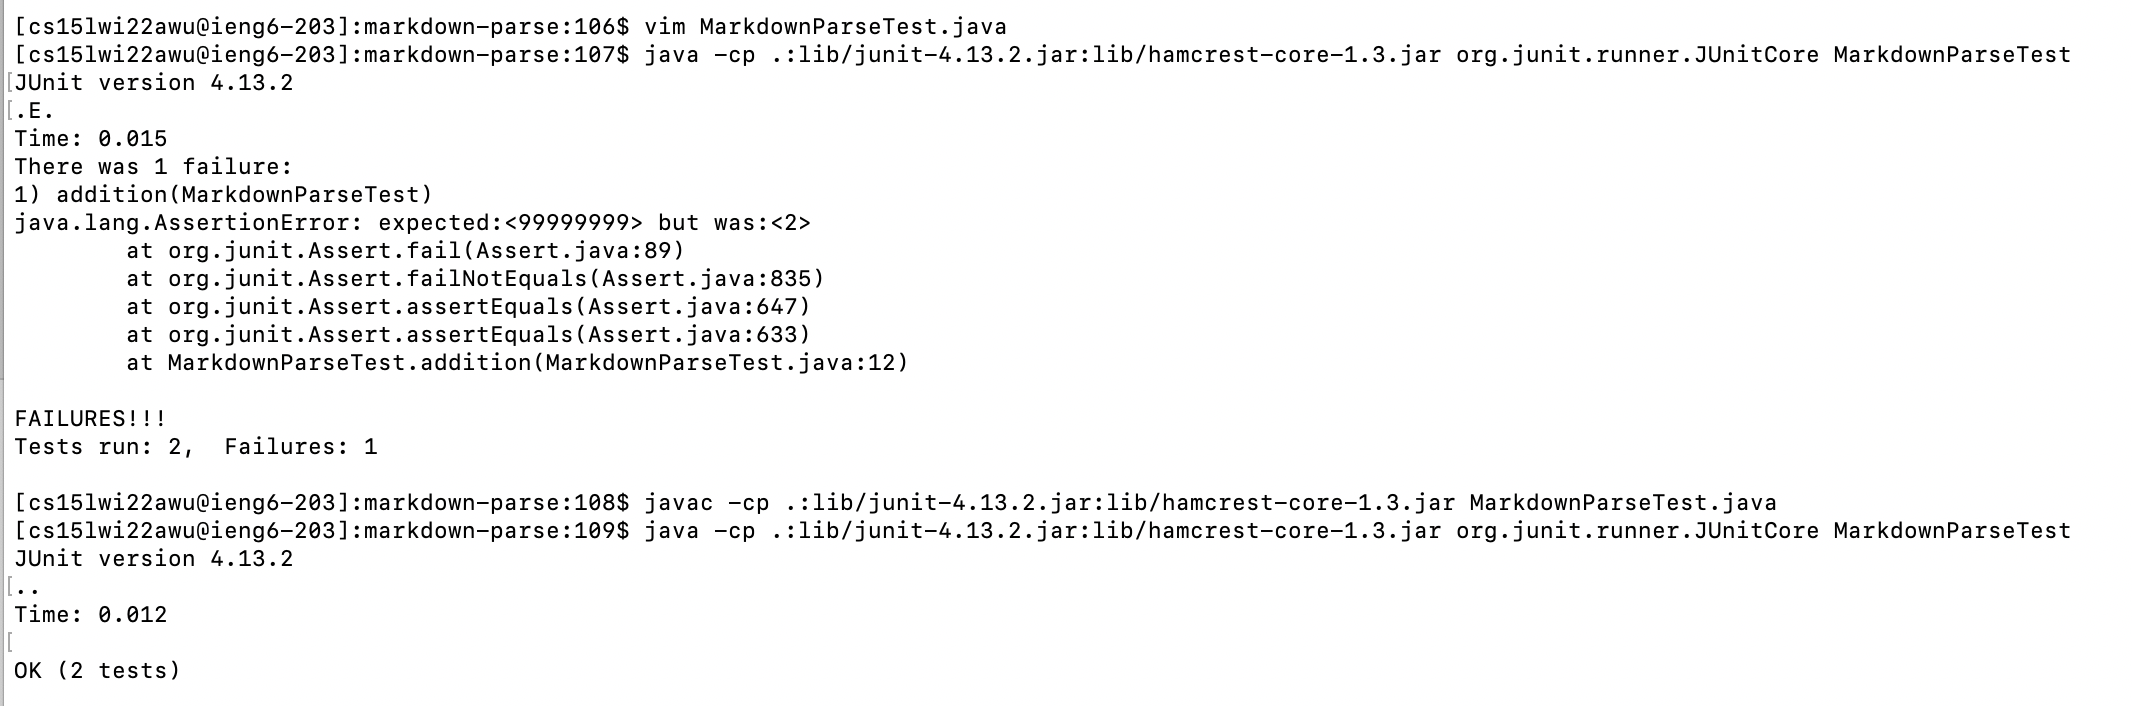 [cs15lwi22awu@ieng6-203]:markdown-parse:106$ vim MarkdownParseTest.java
[cs15lwi22awu@ieng6-203]:markdown-parse:107$ java -cp .:lib/junit-4.13.2.jar:lib/hamcrest-core-1.3.jar org.junit.runner.JUnitCore MarkdownParseTest
[JUnit version 4.13.2
[.E.
Time: 0.015
There was 1 failure:
1) addition(MarkdownParseTest)
java.lang.AssertionError: expected:<99999999> but was:<2>
        at org.junit.Assert.fail(Assert.java:89)
        at org.junit.Assert.failNotEquals(Assert.java:835)
        at org.junit.Assert.assertEquals(Assert.java:647)
        at org.junit.Assert.assertEquals(Assert.java:633)
        at MarkdownParseTest.addition(MarkdownParseTest.java:12)

FAILURES!!!
Tests run: 2,  Failures: 1

[cs15lwi22awu@ieng6-203]:markdown-parse:108$ javac -cp .:lib/junit-4.13.2.jar:lib/hamcrest-core-1.3.jar MarkdownParseTest.java
[cs15lwi22awu@ieng6-203]:markdown-parse:109$ java -cp .:lib/junit-4.13.2.jar:lib/hamcrest-core-1.3.jar org.junit.runner.JUnitCore MarkdownParseTest
JUnit version 4.13.2
[..
Time: 0.012
[
OK (2 tests)